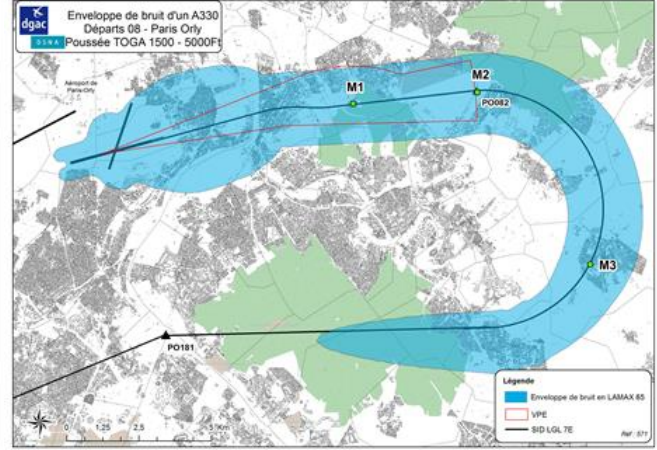 dgac
DSNA
Enveloppe de bruit d'un A330
Départs 08 - Paris Orly
Poussée TOGA 1500 - 5000Ft
Aéroport de
Paris-Orly
M1
M2
PO082
M3
PO181
Légende
Enveloppe de bruit en LAMAX 65
VPE
SID LGL 7E
0 1,25 2,5 5 Km
Ref : 571